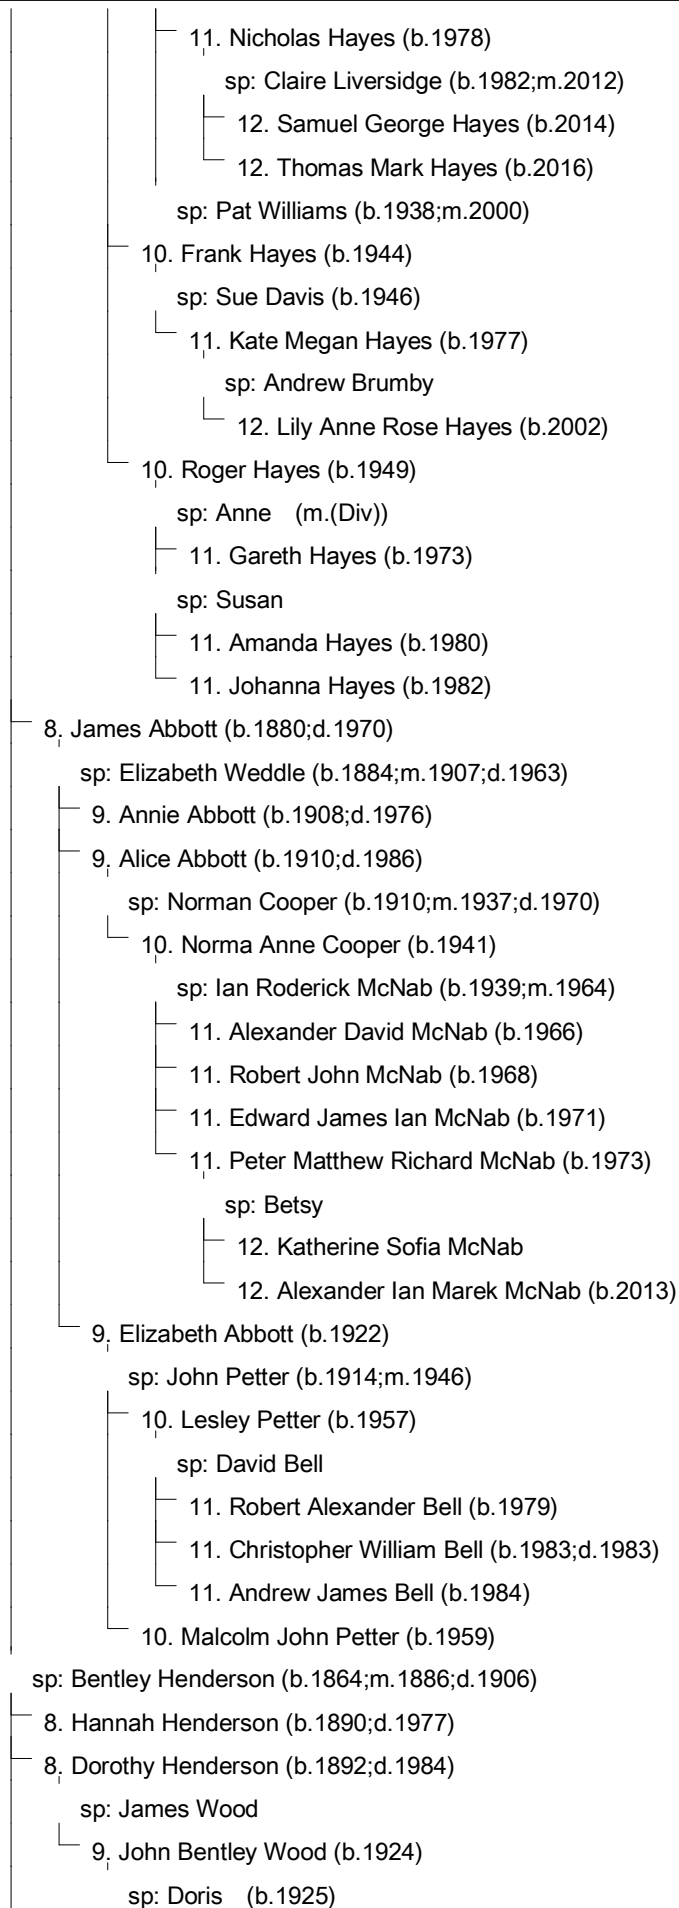 11. Nicholas Hayes (b.1978)
sp: Claire Liversidge (b.1982;m.2012)
12. Samuel George Hayes (b.2014)
12. Thomas Mark Hayes (b.2016)
sp: Pat Williams (b.1938;m.2000)
10. Frank Hayes (b.1944)
sp: Sue Davis (b.1946)
11. Kate Megan Hayes (b.1977)
sp: Andrew Brumby
12. Lily Anne Rose Hayes (b.2002)
10. Roger Hayes (b.1949)
sp: Anne (m.(Div))
11. Gareth Hayes (b.1973)
sp: Susan
11. Amanda Hayes (b.1980)
11. Johanna Hayes (b.1982)
8. James Abbott (b.1880;d.1970)
sp: Elizabeth Weddle (b.1884;m.1907;d.1963)
9. Annie Abbott (b.1908;d.1976)
9. Alice Abbott (b.1910;d.1986)
sp: Norman Cooper (b.1910;m.1937;d.1970)
10. Norma Anne Cooper (b.1941)
sp: Ian Roderick McNab (b.1939;m.1964)
11. Alexander David McNab (b.1966)
11. Robert John McNab (b.1968)
11. Edward James Ian McNab (b.1971)
11. Peter Matthew Richard McNab (b.1973)
sp: Betsy
12. Katherine Sofia McNab
12. Alexander Ian Marek McNab (b.2013)
9. Elizabeth Abbott (b.1922)
sp: John Petter (b.1914;m.1946)
10. Lesley Petter (b.1957)
sp: David Bell
11. Robert Alexander Bell (b.1979)
11. Christopher William Bell (b.1983;d.1983)
11. Andrew James Bell (b.1984)
10. Malcolm John Petter (b.1959)
sp: Bentley Henderson (b.1864;m.1886;d.1906)
8. Hannah Henderson (b.1890;d.1977)
8. Dorothy Henderson (b.1892;d.1984)
sp: James Wood
9. John Bentley Wood (b.1924)
sp: Doris (b.1925)